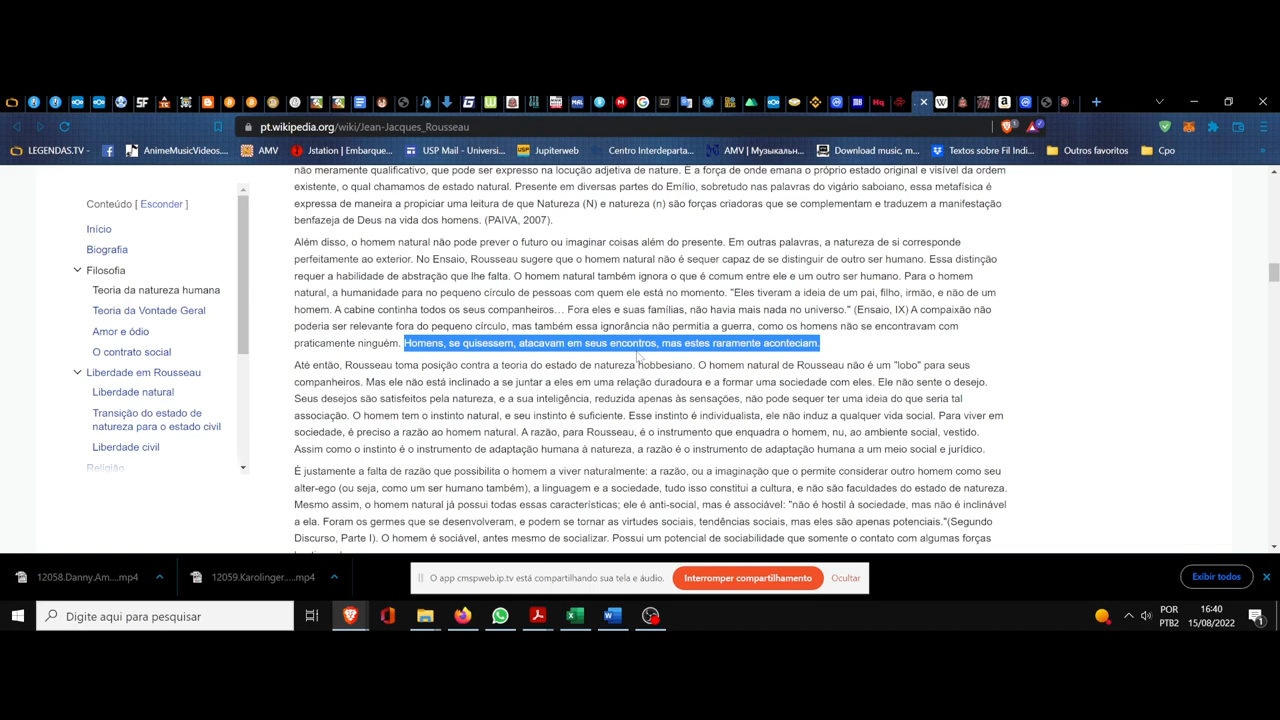 pt.wikipedia.org/wiki/Jean-Jacques_Rousseau
LEGENDAS.TV - AnimeMusicVideos... AMV Jstation | Embarque... USP Mail - Universi... Jupiterweb Centro Interdeparta... AMV | Музыкальн... Download music, m... Textos sobre Fil Indi... Outros favoritos Cpo
Conteúdo [ Esconder ]
Início
Biografia
Filosofia
Teoria da natureza humana
Teoria da Vontade Geral
Amor e ódio
O contrato social
Liberdade em Rousseau
Liberdade natural
Transição do estado de
natureza para o estado civil
Liberdade civil
Religião
não meramente qualificativo, que pode ser expresso na locução adjetiva de nature. É a força de onde emana o próprio estado original e visível da ordem
existente, o qual chamamos de estado natural. Presente em diversas partes do Emílio, sobretudo nas palavras do vigário saboiano, essa metafísica é
expressa de maneira a propiciar uma leitura de que Natureza (N) e natureza (n) são forças criadoras que se complementam e traduzem a manifestação
benfazeja de Deus na vida dos homens. (PAIVA, 2007).
Além disso, o homem natural não pode prever o futuro ou imaginar coisas além do presente. Em outras palavras, a natureza de si corresponde
perfeitamente ao exterior. No Ensaio, Rousseau sugere que o homem natural não é sequer capaz de se distinguir de outro ser humano. Essa distinção
requer a habilidade de abstração que lhe falta. O homem natural também ignora o que é comum entre ele e um outro ser humano. Para o homem
natural, a humanidade para no pequeno círculo de pessoas com quem ele está no momento. "Eles tiveram a ideia de um pai, filho, irmão, e não de um
homem. A cabine continha todos os seus companheiros... Fora eles e suas famílias, não havia mais nada no universo." (Ensaio, IX) A compaixão não
poderia ser relevante fora do pequeno círculo, mas também essa ignorância não permitia a guerra, como os homens não se encontravam com
praticamente ninguém. Homens, se quisessem, atacavam em seus encontros, mas estes raramente aconteciam.
Até então, Rousseau toma posição contra a teoria do estado de natureza hobbesiano. O homem natural de Rousseau não é um "lobo" para seus
companheiros. Mas ele não está inclinado a se juntar a eles em uma relação duradoura e a formar uma sociedade com eles. Ele não sente o desejo.
Seus desejos são satisfeitos pela natureza, e a sua inteligência, reduzida apenas às sensações, não pode sequer ter uma ideia do que seria tal
associação. O homem tem o instinto natural, e seu instinto é suficiente. Esse instinto é individualista, ele não induz a qualquer vida social. Para viver em
sociedade, é preciso a razão ao homem natural. A razão, para Rousseau, é o instrumento que enquadra o homem, nu, ao ambiente social, vestido.
Assim como o instinto é o instrumento de adaptação humana à natureza, a razão é o instrumento de adaptação humana a um meio social e jurídico.
É justamente a falta de razão que possibilita o homem a viver naturalmente: a razão, ou a imaginação que o permite considerar outro homem como seu
alter-ego (ou seja, como um ser humano também), a linguagem e a sociedade, tudo isso constitui a cultura, e não são faculdades do estado de natureza.
Mesmo assim, o homem natural já possui todas essas características; ele é anti-social, mas é associável: "não é hostil à sociedade, mas não é inclinável
a ela. Foram os germes que se desenvolveram, e podem se tornar as virtudes sociais, tendências sociais, mas eles são apenas potenciais."(Segundo
Discurso, Parte I). O homem é sociável, antes mesmo de socializar. Possui um potencial de sociabilidade que somente o contato com algumas forças
12058.Danny.Am....mp4 12059.Karolinger.....mp4 O app cmspweb.ip.tv está compartilhando sua tela e áudio. Interromper compartilhamento Ocultar Exibir todos
Digite aqui para pesquisar
POR 16:40
PTB2 15/08/2022